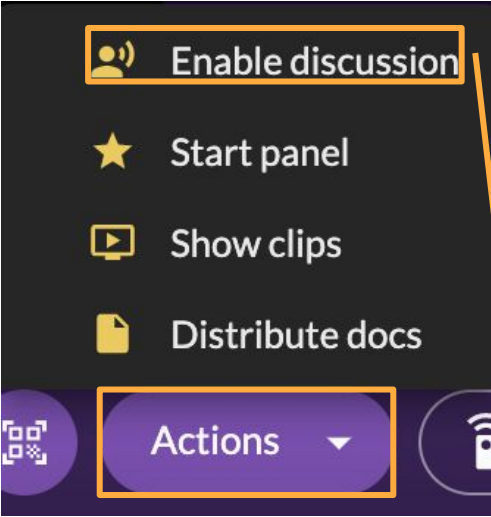 Enable discussion
Start panel
Show clips
Distribute docs
Actions